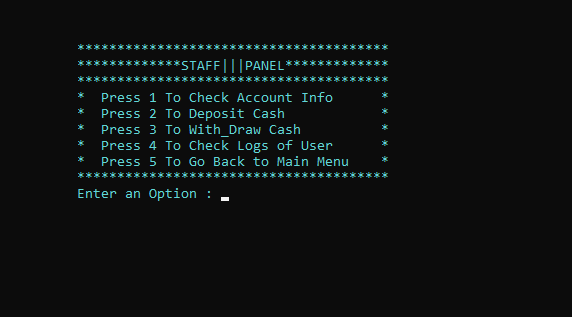 ***************************************
*************STAFF|||PANEL*************
***************************************
*  Press 1 To Check Account Info      *
*  Press 2 To Deposit Cash            *
*  Press 3 To With_Draw Cash          *
*  Press 4 To Check Logs of User      *
*  Press 5 To Go Back to Main Menu    *
***************************************
Enter an Option :